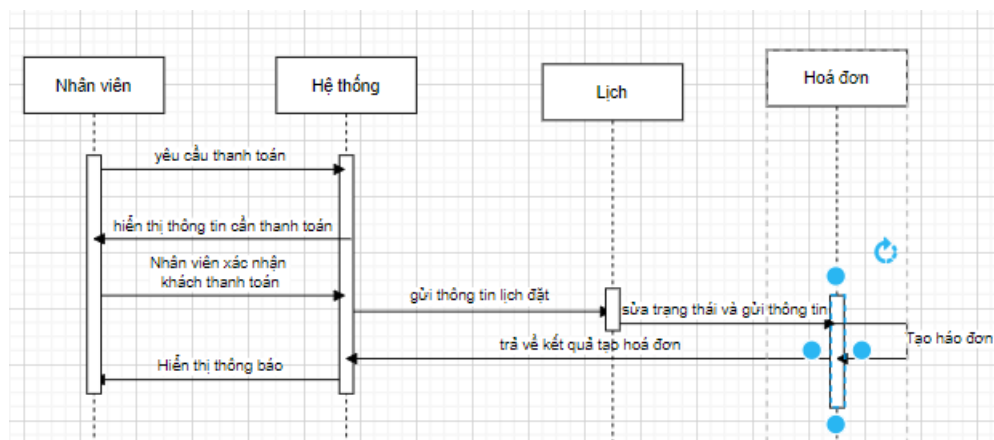 Nhân viên
Hệ thống
Lịch
Hoá đơn
yêu cầu thanh toán
hiển thị thông tin cần thanh toán
Nhân viên xác nhận
khách thanh toán
gửi thông tin lịch đặt
sửa trạng thái và gửi thông tin
Tạo háo đơn
trả về kết quả tạo hoá đơn
Hiển thị thông báo